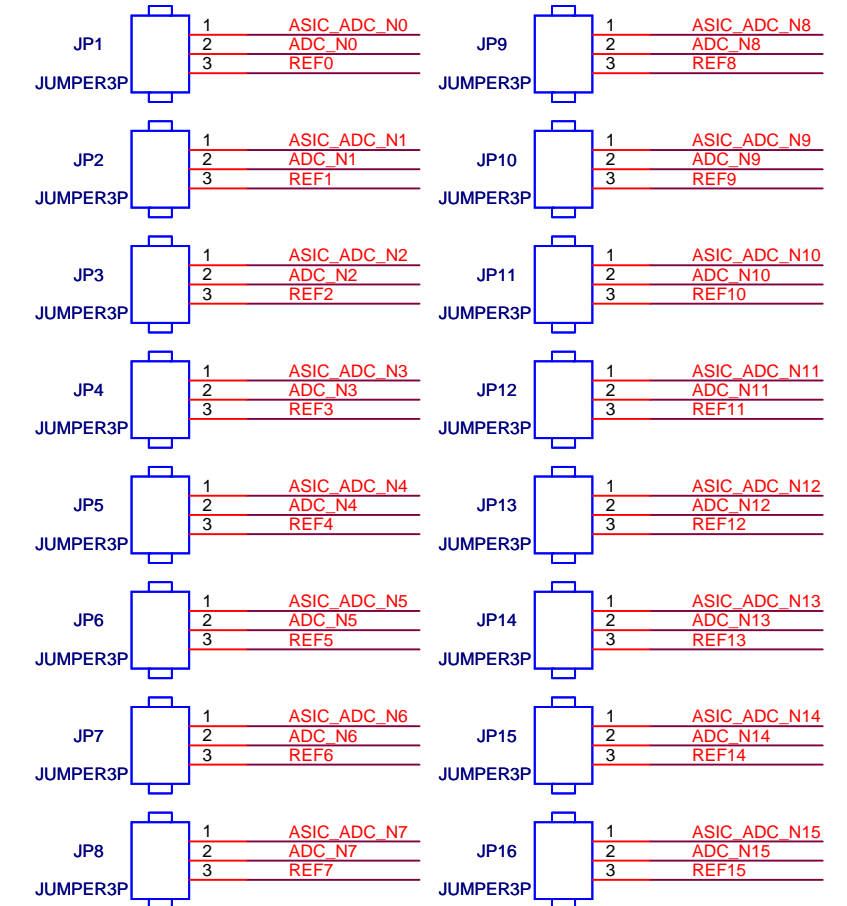 1 ASIC_ADC_N0
JP1 2 ADC_N0
3 REF0
JUMPER3P
1 ASIC_ADC_N1
JP2 2 ADC_N1
3 REF1
JUMPER3P
1 ASIC_ADC_N2
JP3 2 ADC_N2
3 REF2
JUMPER3P
1 ASIC_ADC_N3
JP4 2 ADC_N3
3 REF3
JUMPER3P
1 ASIC_ADC_N4
JP5 2 ADC_N4
3 REF4
JUMPER3P
1 ASIC_ADC_N5
JP6 2 ADC_N5
3 REF5
JUMPER3P
1 ASIC_ADC_N6
JP7 2 ADC_N6
3 REF6
JUMPER3P
1 ASIC_ADC_N7
JP8 2 ADC_N7
3 REF7
JUMPER3P
1 ASIC_ADC_N8
JP9 2 ADC_N8
3 REF8
JUMPER3P
1 ASIC_ADC_N9
JP10 2 ADC_N9
3 REF9
JUMPER3P
1 ASIC_ADC_N10
JP11 2 ADC_N10
3 REF10
JUMPER3P
1 ASIC_ADC_N11
JP12 2 ADC_N11
3 REF11
JUMPER3P
1 ASIC_ADC_N12
JP13 2 ADC_N12
3 REF12
JUMPER3P
1 ASIC_ADC_N13
JP14 2 ADC_N13
3 REF13
JUMPER3P
1 ASIC_ADC_N14
JP15 2 ADC_N14
3 REF14
JUMPER3P
1 ASIC_ADC_N15
JP16 2 ADC_N15
3 REF15
JUMPER3P